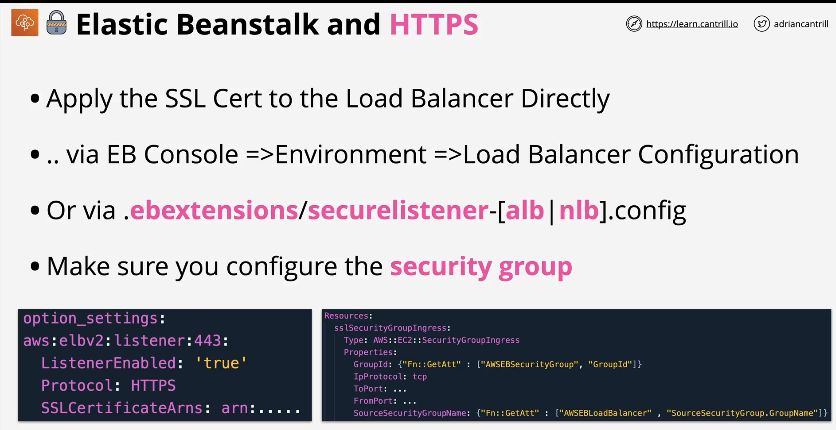 Elastic Beanstalk and HTTPS
https://learn.cantrill.io
adriancantrill
• Apply the SSL Cert to the Load Balancer Directly
• .. via EB Console =>Environment =>Load Balancer Configuration
• Or via .ebextensions/securelistener-[alb|nlb].config
• Make sure you configure the security group
option_settings:
aws:elbv2:listener:443:
ListenerEnabled: 'true'
Protocol: HTTPS
SSLCertificateArns: arn:.....
Resources:
sslSecurityGroupIngress:
Type: AWS::EC2::SecurityGroupIngress
Properties:
GroupId: {"Fn::GetAtt" : ["AWSEBSecurityGroup", "GroupId"]}
IpProtocol: tcp
ToPort: ...
FromPort: ...
SourceSecurityGroupName: {"Fn::GetAtt" : ["AWSEBLoadBalancer" , "SourceSecurityGroup.GroupName"]}